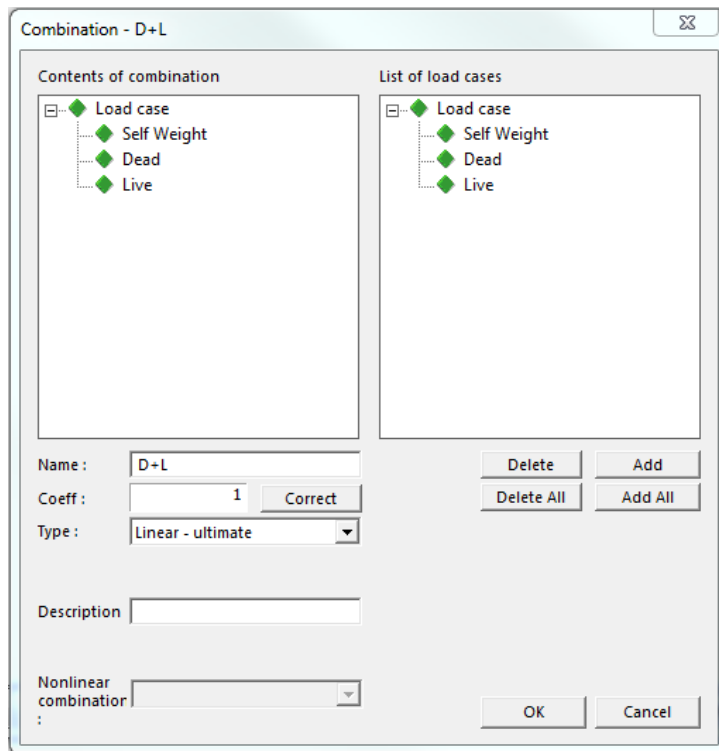 Combination - D+L
Contents of combination
List of load cases
Load case
Self Weight
Dead
Live
Load case
Self Weight
Dead
Live
Name :
D+L
Delete
Add
Coeff :
1
Correct
Delete All
Add All
Type :
Linear - ultimate
Description
Nonlinear
combination
:
OK
Cancel